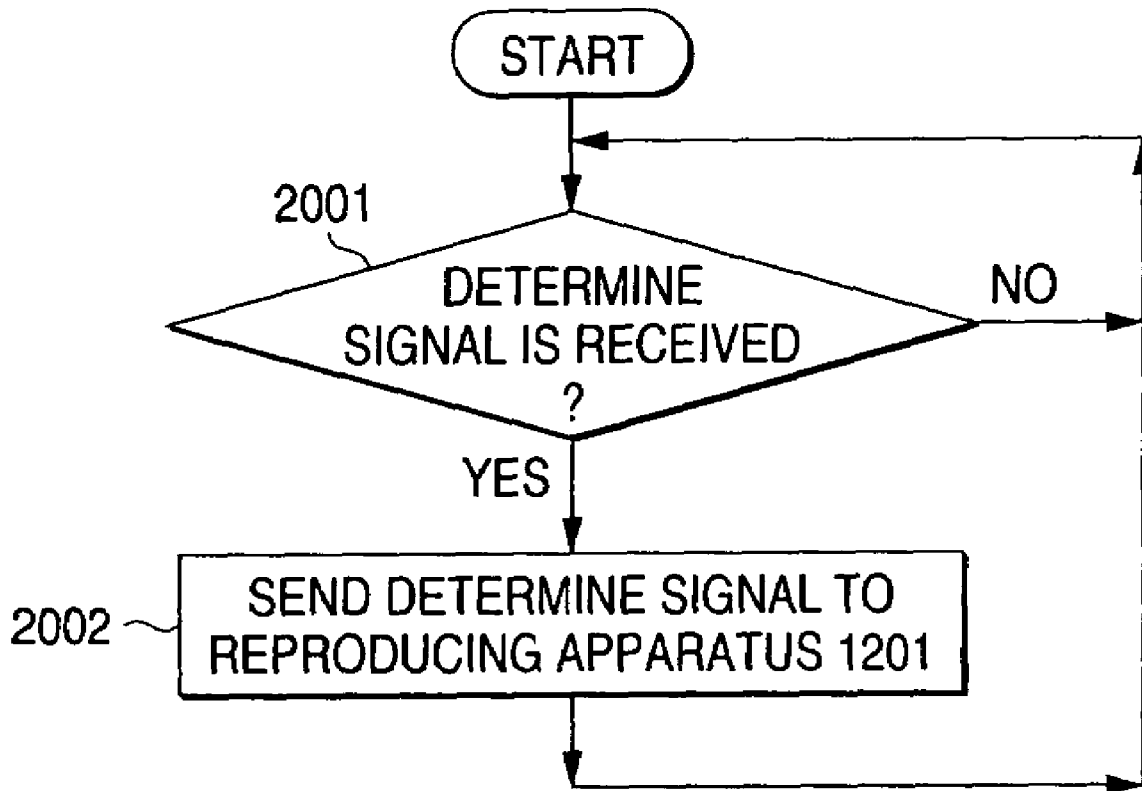 START
2001
DETERMINE
SIGNAL IS RECEIVED
?
NO
YES
2002
SEND DETERMINE SIGNAL TO
REPRODUCING APPARATUS 1201